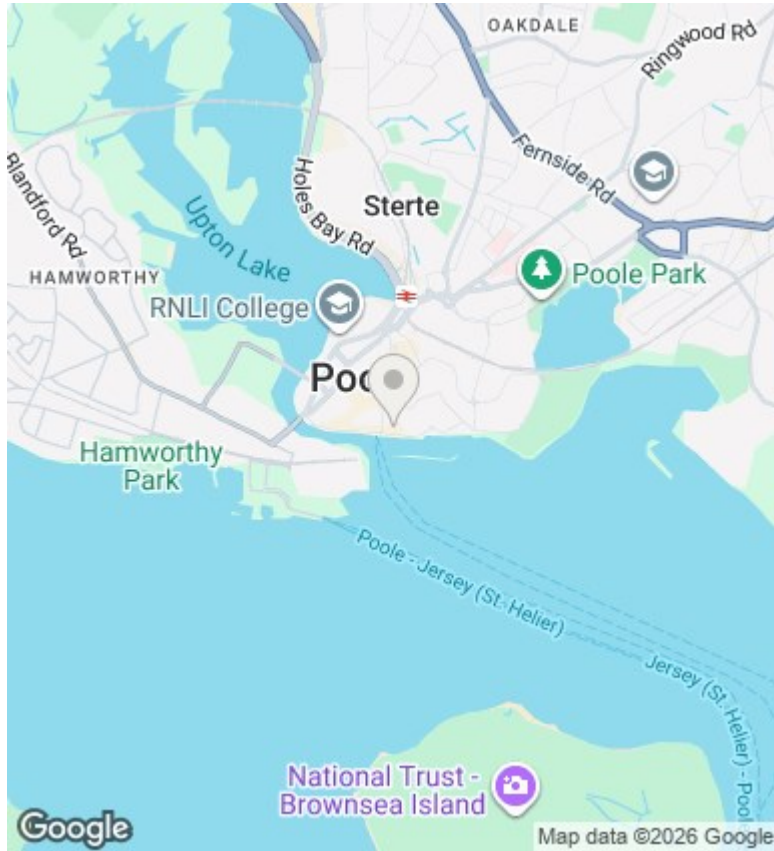 OAKDALE
Ringwood Rd
Fernside Rd
Blandford Rd
Holes Bay Rd
Sterte
Upton
Lake
HAMWORTHY
RNLI College
Poole Park
Poo
Hamworthy
Park
Poole - Jersey (St. Helier)
Jersey (St. Helier) - Poole
National Trust -
Brownsea Island
Google
Map data ©2026 Google